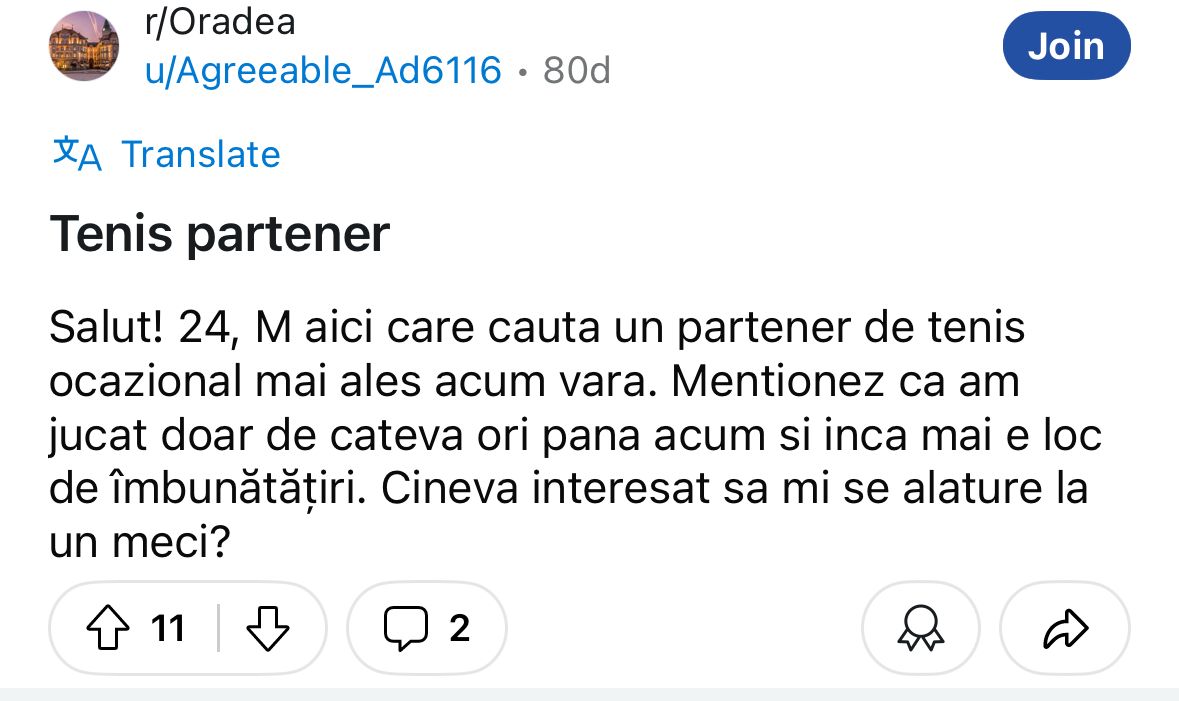 r/Oradea
u/Agreeable_Ad6116 • 80d
Join
Translate
Tenis partener
Salut! 24, M aici care cauta un partener de tenis
ocazional mai ales acum vara. Mentionez ca am
jucat doar de cateva ori pana acum si inca mai e loc
de îmbunătățiri. Cineva interesat sa mi se alature la
un meci?
11
2